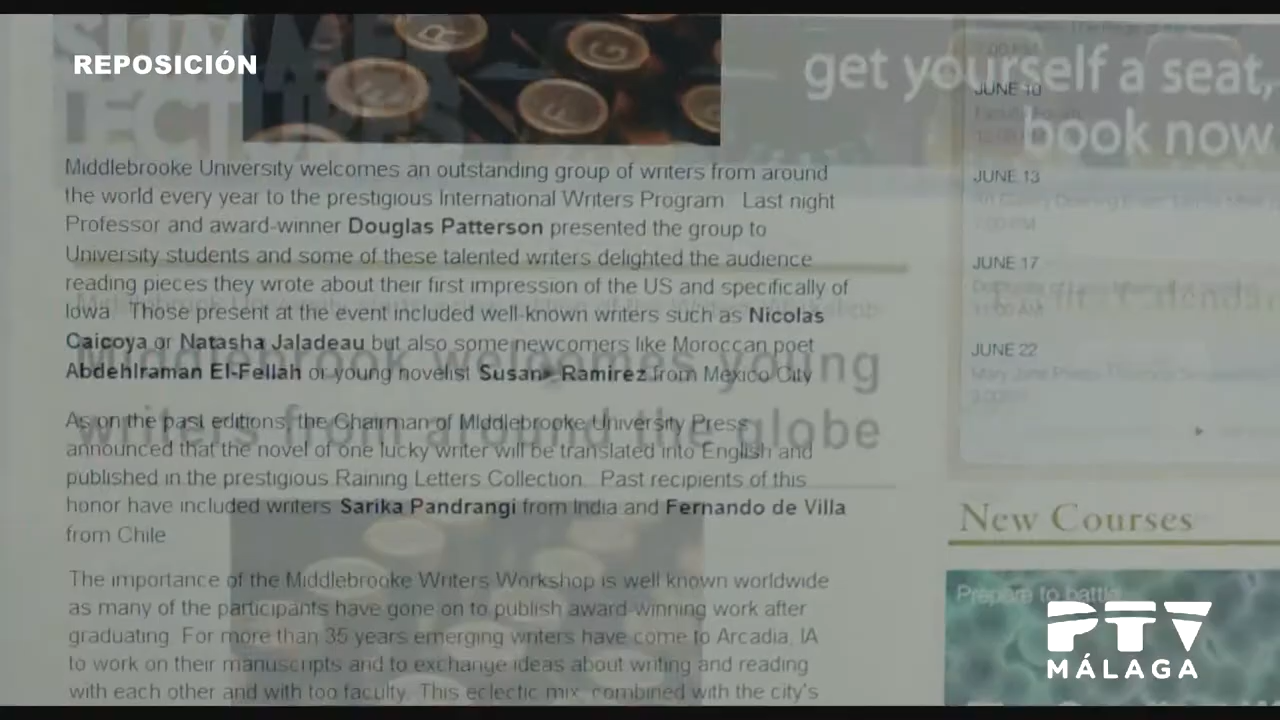 SUMMER
LECTURES
REPOSICIÓN
get yourself a seat,
book now
Middlebrooke University welcomes an outstanding group of writers from around
the world every year to the prestigious International Writers Program Last night
Professor and award-winner Douglas Patterson presented the group to
University students and some of these talented writers delighted the audience
reading pieces they wrote about their first impression of the US and specifically of
Iowa Those present at the event included well-known writers such as Nicolas
Caicoya or Natasha Jaladeau but also some newcomers like Moroccan poet
Abdehlraman El-Fellah or young novelist Susan Ramirez from Mexico City
Middlebrook welcomes young
writers from around the globe
As on the past editions, the Chairman of MIddlebrooke University Press
announced that the novel of one lucky writer will be translated into English and
published in the prestigious Raining Letters Collection. Past recipients of this
honor have included writers Sarika Pandrangi from India and Fernando de Villa
from Chile
The importance of the Middlebrooke Writers Workshop is well known worldwide
as many of the participants have gone on to publish award-winning work after
graduating. For more than 35 years emerging writers have come to Arcadia, IA
to work on their manuscripts and to exchange ideas about writing and reading
with each other and with too faculty. This eclectic mix, combined with the city's
7:00 PM
JUNE 10
JUNE 13
7:00 PM
JUNE 17
11:00 AM
JUNE 22
New Courses
Prepare to battle
PTV
MÁLAGA